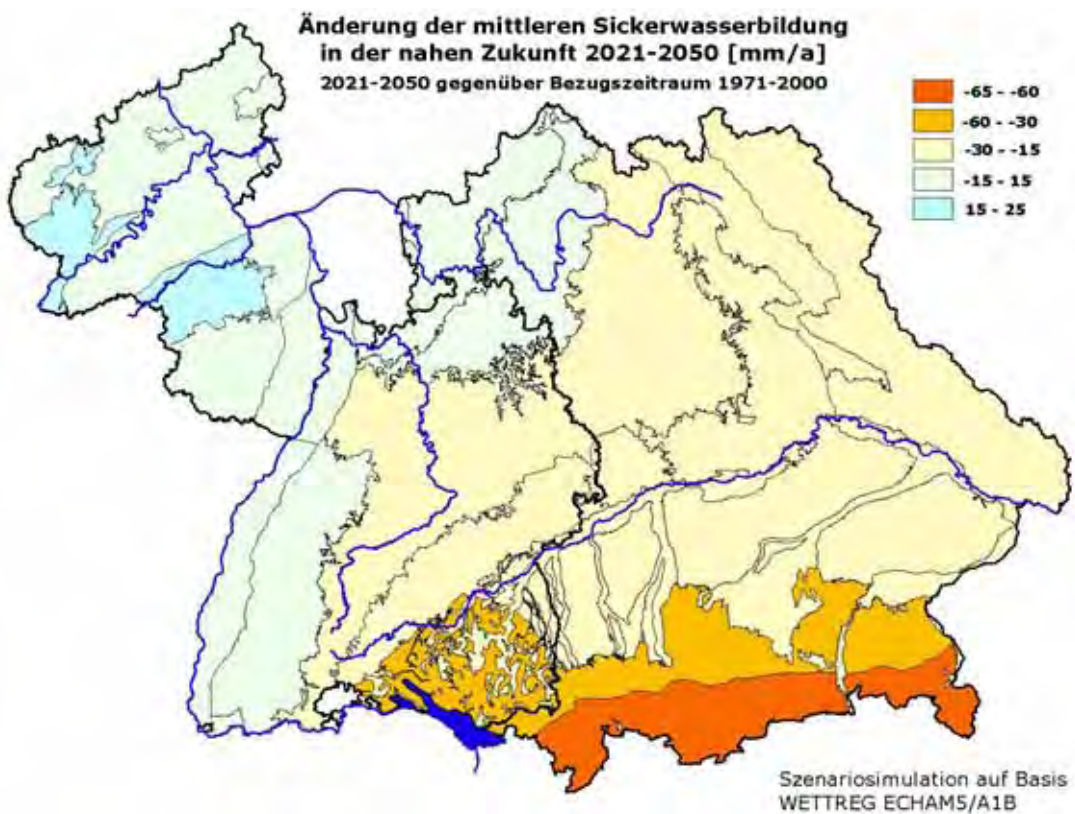 Änderung der mittleren Sickerwasserbildung
in der nahen Zukunft 2021-2050 [mm/a]
2021-2050 gegenüber Bezugszeitraum 1971-2000
-65 - -60
-60 - -30
-30 - -15
-15 - 15
15 - 25
Szenariosimulation auf Basis
WETTREG ECHAM5/A1B